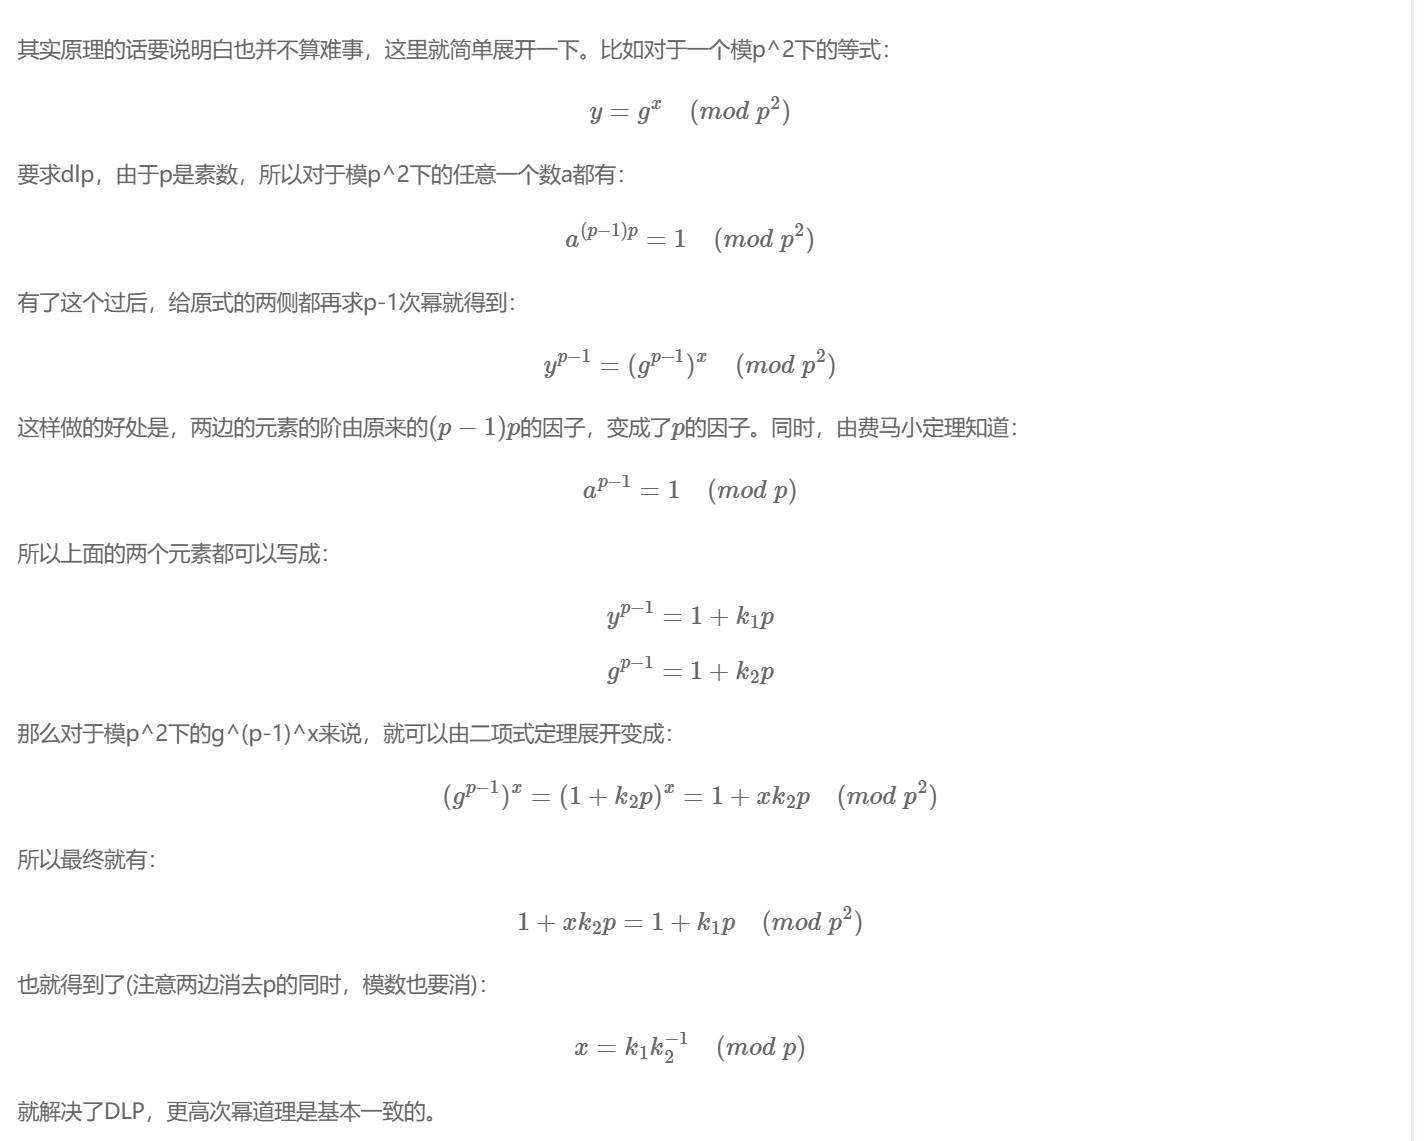 其实原理的话要说明白也并不算难事，这里就简单展开一下。比如对于一个模p^2下的等式：
y = g^x (mod p^2)
要求dlp，由于p是素数，所以对于模p^2下的任意一个数a都有：
a^{(p−1)p} = 1 (mod p^2)
有了这个过后，给原式的两侧都再求p-1次幂就得到：
y^{p−1} = (g^{p−1})^x (mod p^2)
这样做的好处是，两边的元素的阶由原来的(p − 1)p的因子，变成了p的因子。同时，由费马小定理知道：
a^{p−1} = 1 (mod p)
所以上面的两个元素都可以写成：
y^{p−1} = 1 + k_1p
g^{p−1} = 1 + k_2p
那么对于模p^2下的g^(p-1)^x来说，就可以由二项式定理展开变成：
(g^{p−1})^x = (1 + k_2p)^x = 1 + xk_2p (mod p^2)
所以最终就有：
1 + xk_2p = 1 + k_1p (mod p^2)
也就得到了(注意两边消去p的同时，模数也要消)：
x = k_1k_2^{−1} (mod p)
就解决了DLP，更高次幂道理是基本一致的。